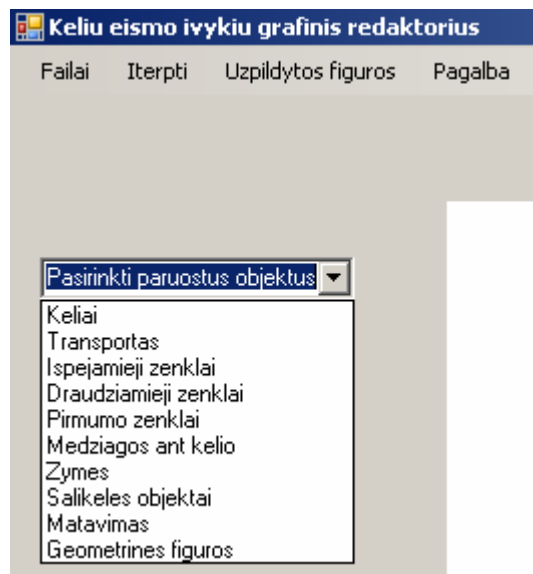 Keliu eismo ivykiu grafinis redaktorius
Failai Iterpti Uzpildytos figuros Pagalba
Pasirinkti paruostus objektus
Keliai
Transportas
Ispejamieji zenklai
Draudziamieji zenklai
Pirmumo zenklai
Medziagos ant kelio
Zymes
Salikeles objektai
Matavimas
Geometrines figuros